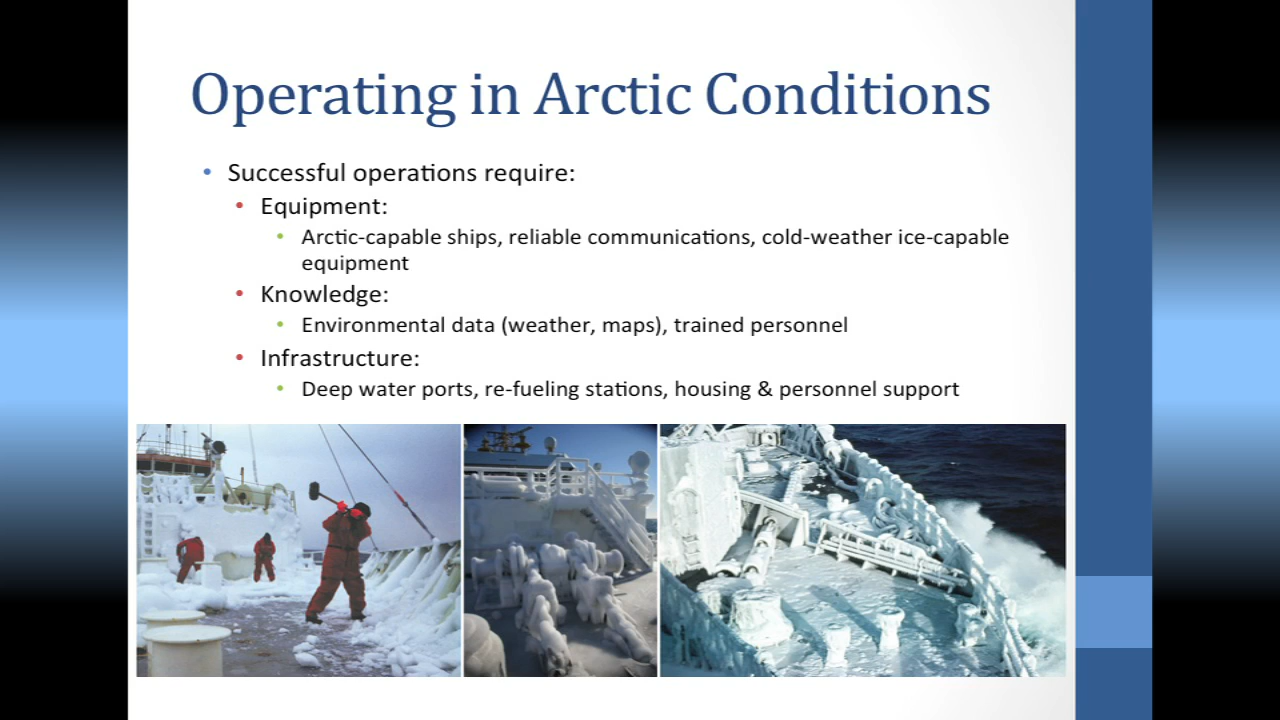 Operating in Arctic Conditions
• Successful operations require:
• Equipment:
• Arctic-capable ships, reliable communications, cold-weather ice-capable
equipment
• Knowledge:
• Environmental data (weather, maps), trained personnel
• Infrastructure:
• Deep water ports, re-fueling stations, housing & personnel support